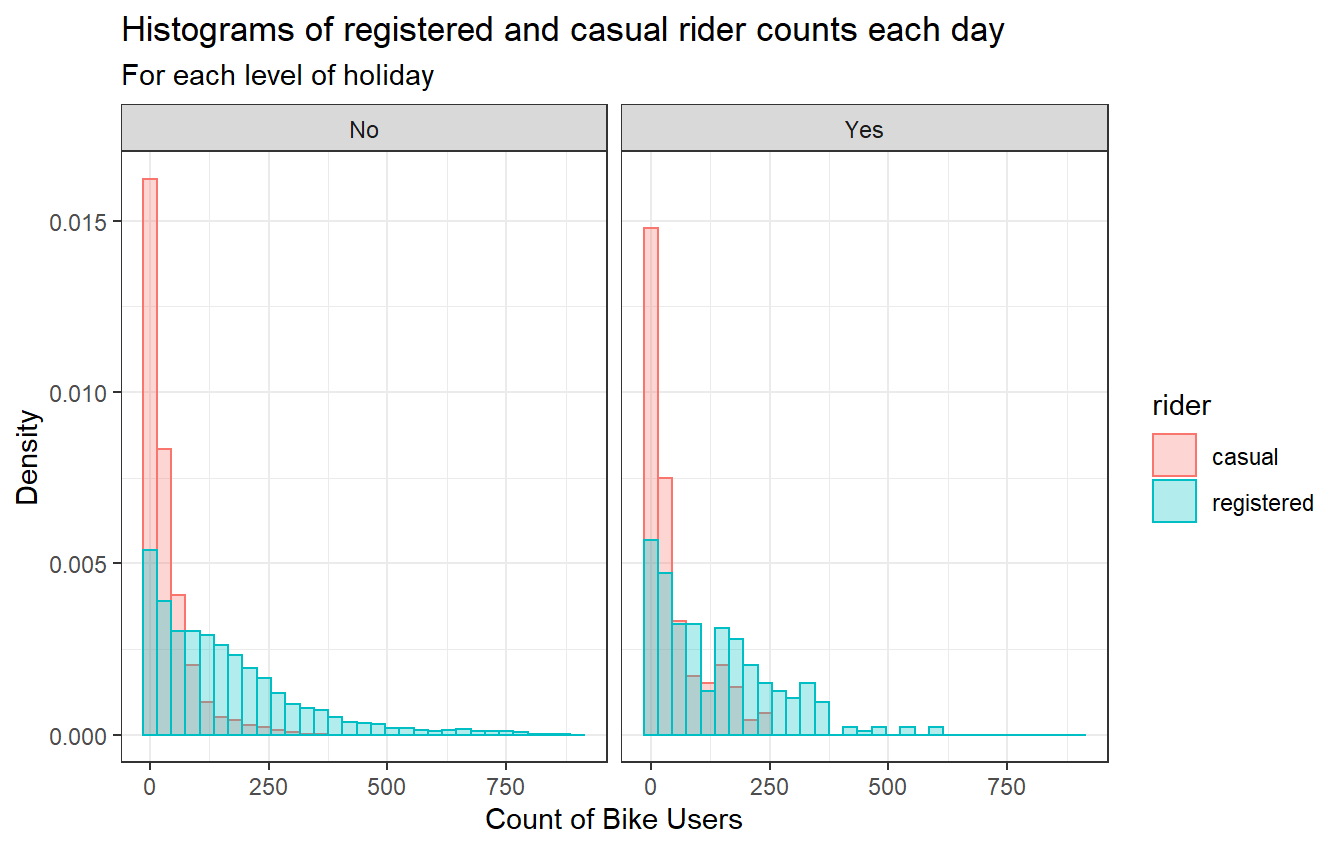 Histograms of registered and casual rider counts each day
For each level of holiday
No
Yes
Density
0.015
0.010
0.005
0.000
0 250 500 750
0 250 500 750
Count of Bike Users
rider
casual
registered